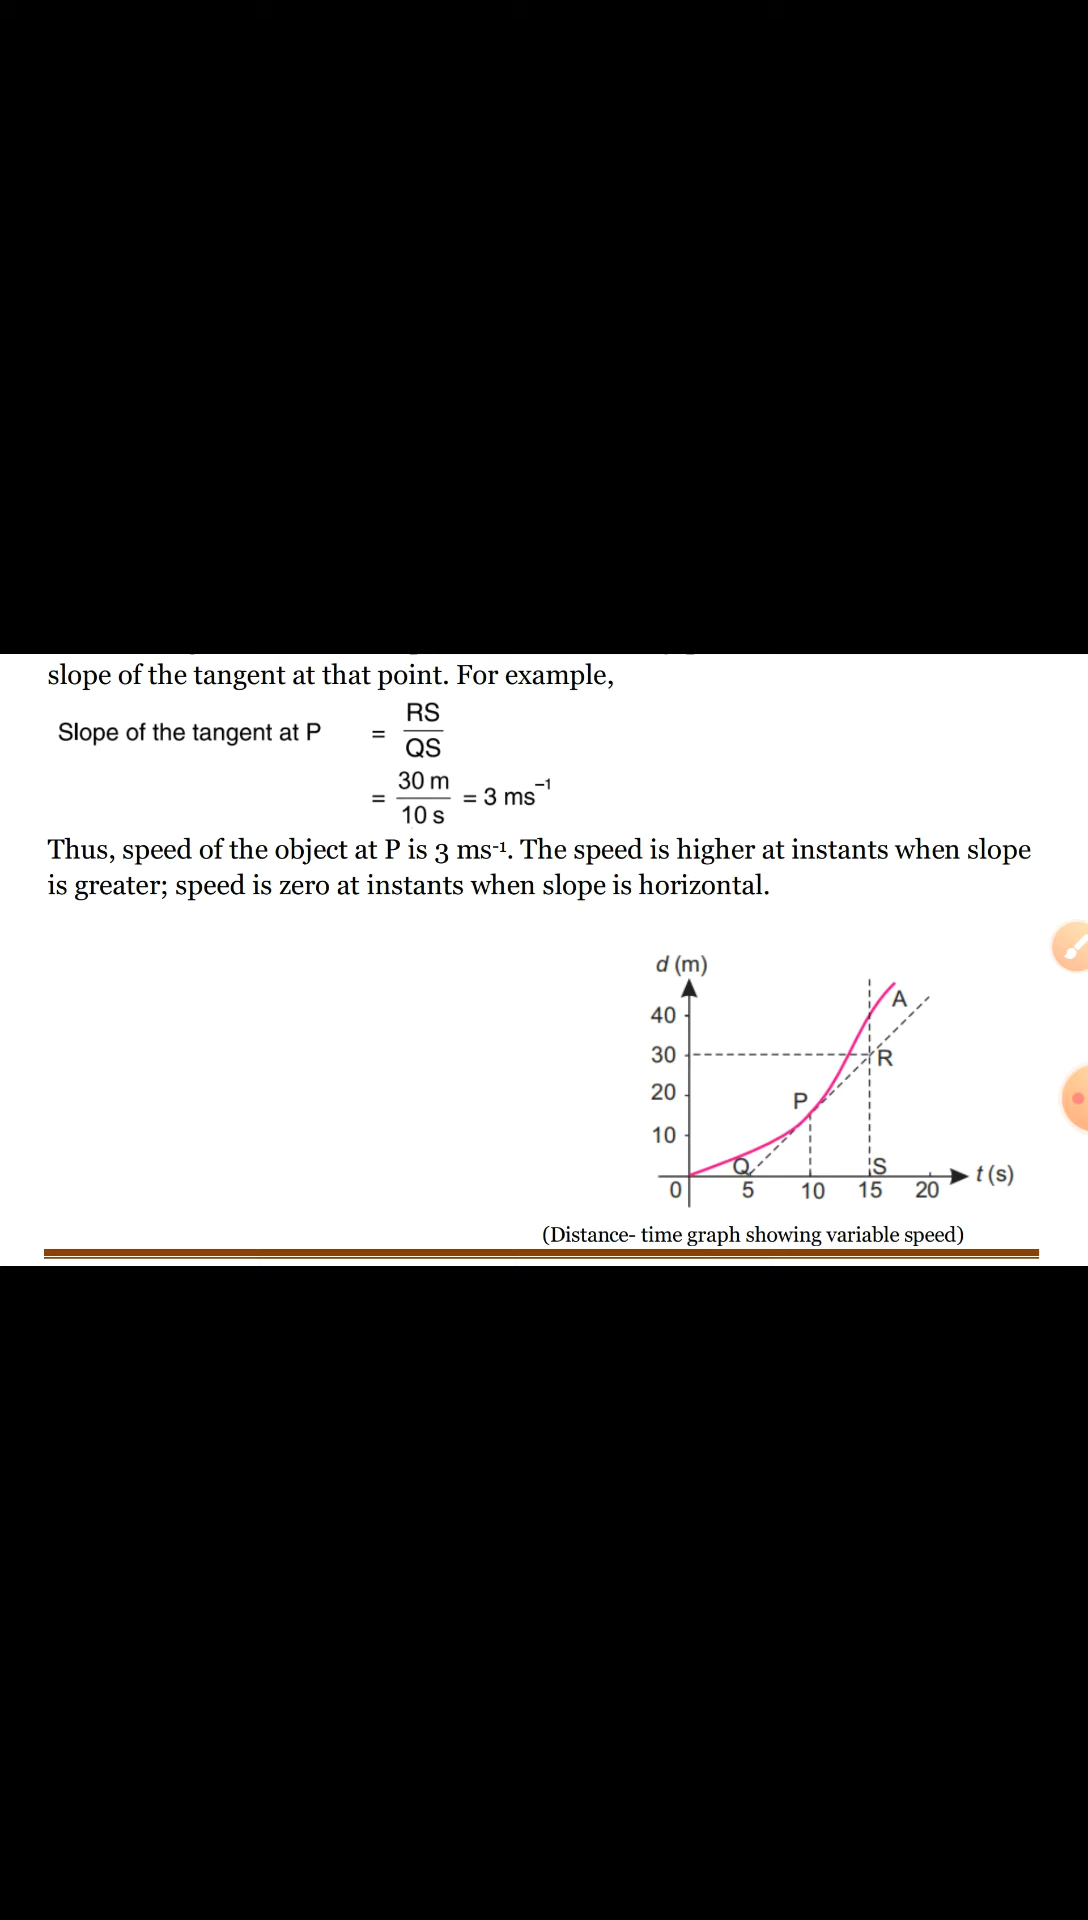 slope of the tangent at that point. For example,
Slope of the tangent at P = RS
QS
= 30 m
10 s
= 3 ms⁻¹
Thus, speed of the object at P is 3 ms⁻¹. The speed is higher at instants when slope
is greater; speed is zero at instants when slope is horizontal.
d (m)
40
30
20
10
0
5
10
15
20
t (s)
A
R
P
Q
S
(Distance- time graph showing variable speed)